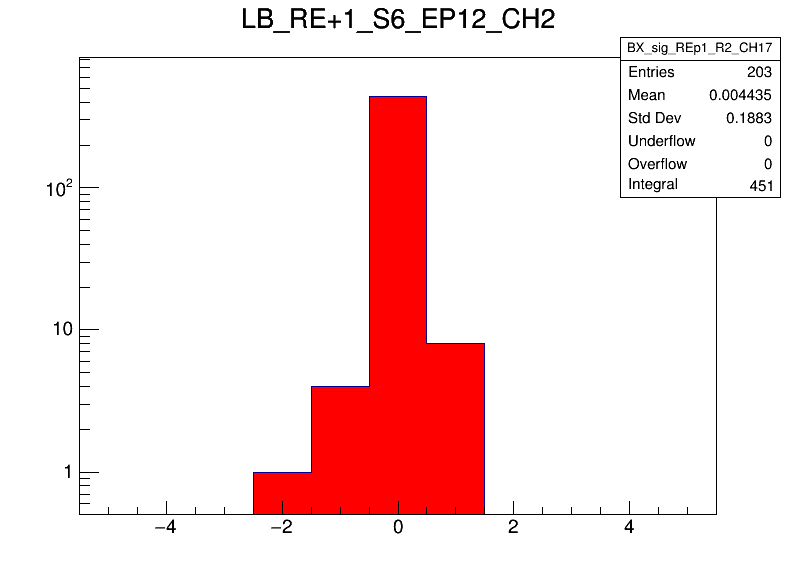 LB_RE+1_S6_EP12_CH2
BX_sig_REp1_R2_CH17
Entries 203
Mean 0.004435
Std Dev 0.1883
Underflow 0
Overflow 0
Integral 451
10²
10
1
−4 −2 0 2 4